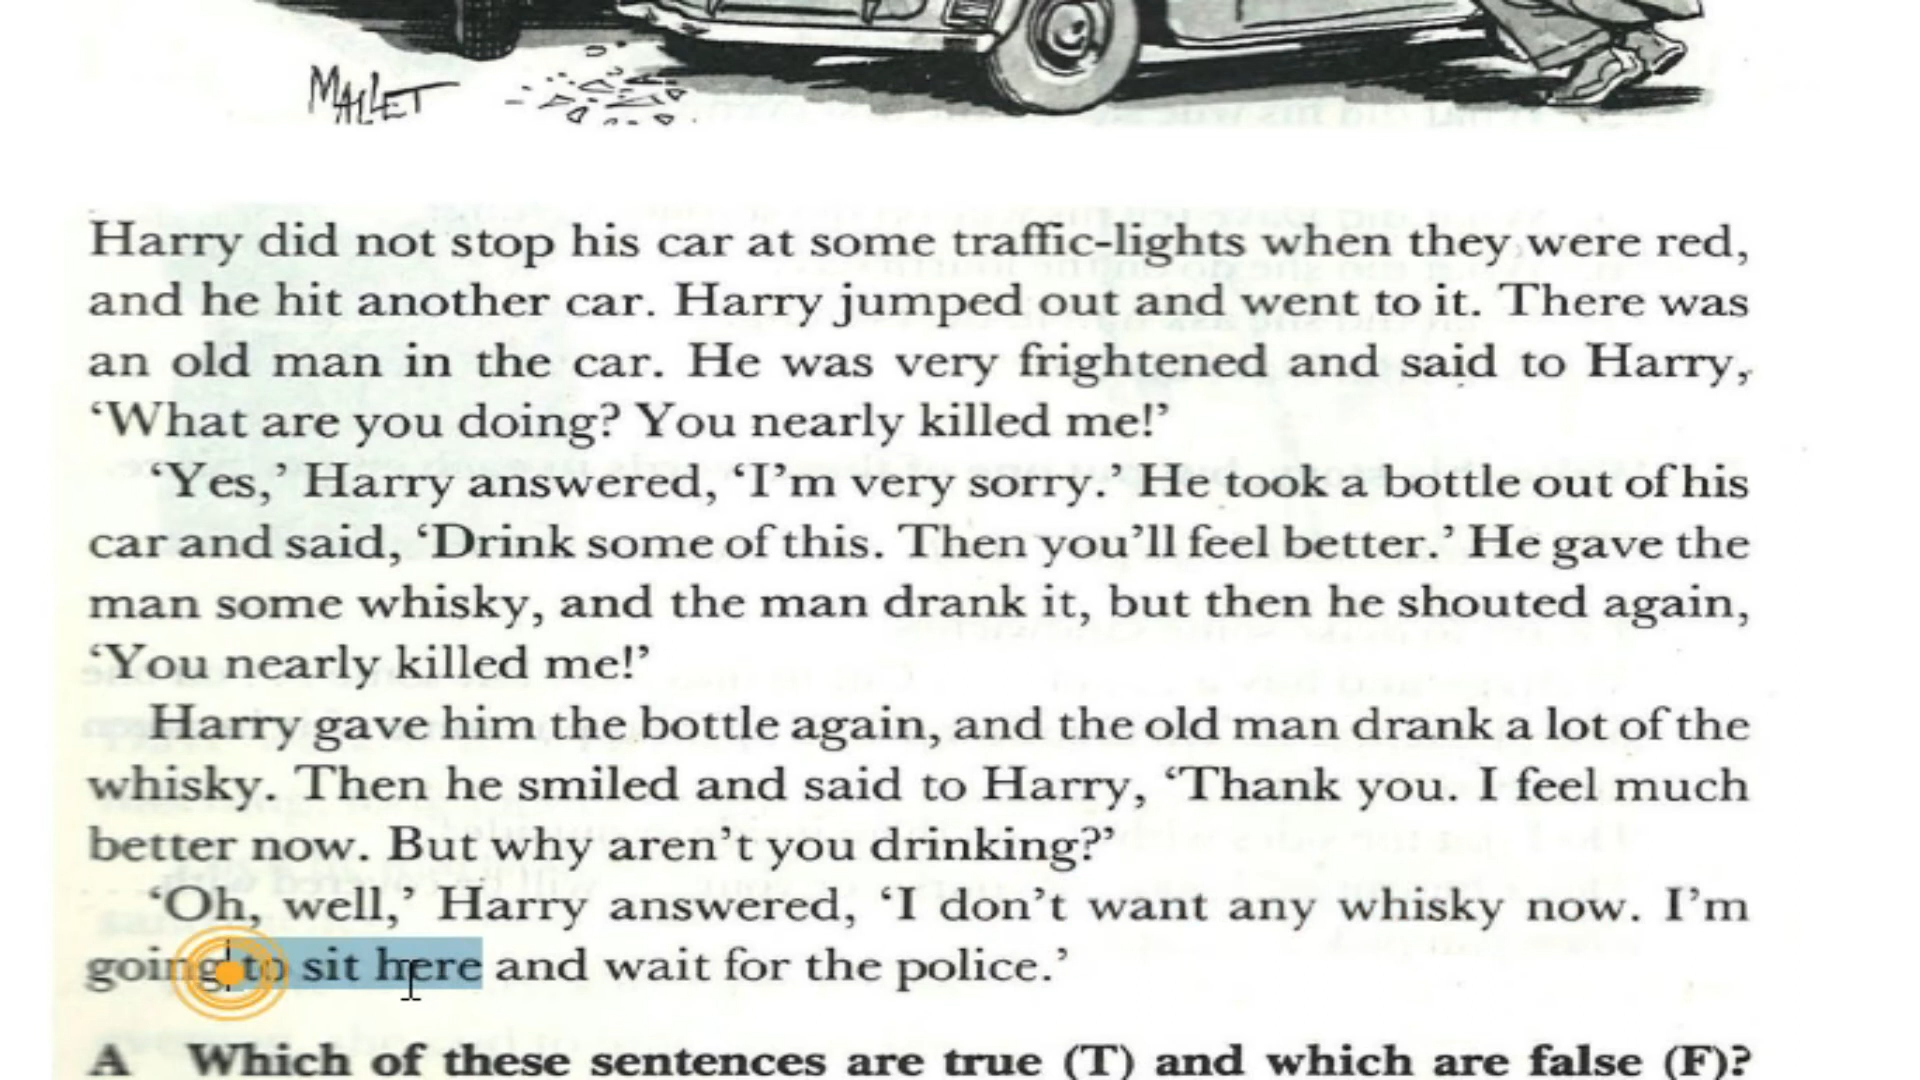 MALLET
Harry did not stop his car at some traffic-lights when they were red,
and he hit another car. Harry jumped out and went to it. There was
an old man in the car. He was very frightened and said to Harry,
‘What are you doing? You nearly killed me!’
‘Yes,’ Harry answered, ‘I’m very sorry.’ He took a bottle out of his
car and said, ‘Drink some of this. Then you’ll feel better.’ He gave the
man some whisky, and the man drank it, but then he shouted again,
‘You nearly killed me!’
Harry gave him the bottle again, and the old man drank a lot of the
whisky. Then he smiled and said to Harry, ‘Thank you. I feel much
better now. But why aren’t you drinking?’
‘Oh, well,’ Harry answered, ‘I don’t want any whisky now. I’m
going to sit here and wait for the police.’
A Which of these sentences are true (T) and which are false (F)?